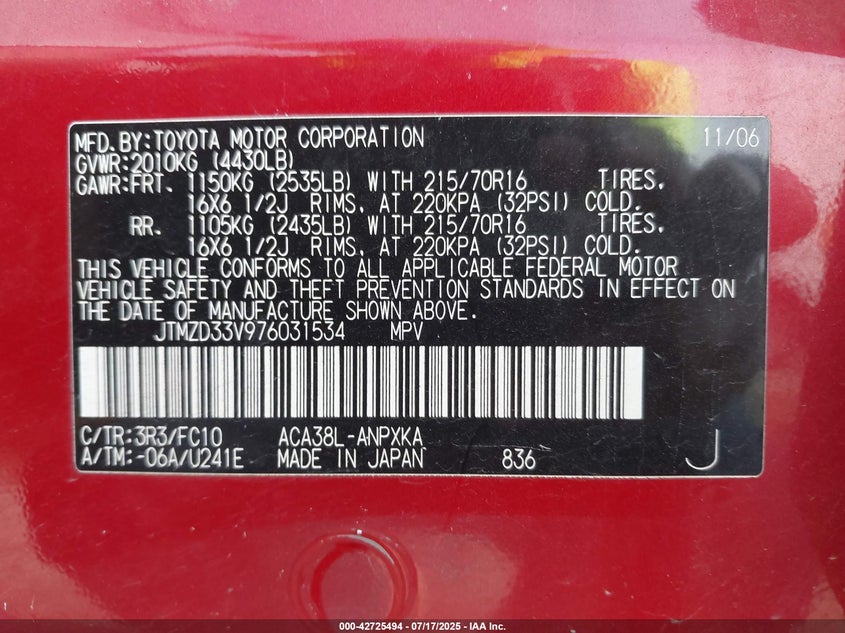 MFD. BY:TOYOTA MOTOR CORPORATION 11/06
GVWR:2010KG (4430LB)
GAWR:FRT. 1150KG (2535LB) WITH 215/70R16 TIRES,
16X6 1/2J RIMS, AT 220KPA (32PSI) COLD.
RR. 1105KG (2435LB) WITH 215/70R16 TIRES,
16X6 1/2J RIMS, AT 220KPA (32PSI) COLD.
THIS VEHICLE CONFORMS TO ALL APPLICABLE FEDERAL MOTOR
VEHICLE SAFETY AND THEFT PREVENTION STANDARDS IN EFFECT ON
THE DATE OF MANUFACTURE SHOWN ABOVE.
JTMZD33V976031534 MPV
C/TR:3R3/FC10 ACA38L-ANPXKA
A/TM:-06A/U241E MADE IN JAPAN 836 J
000-42725494 - 07/17/2025 - IAA Inc.